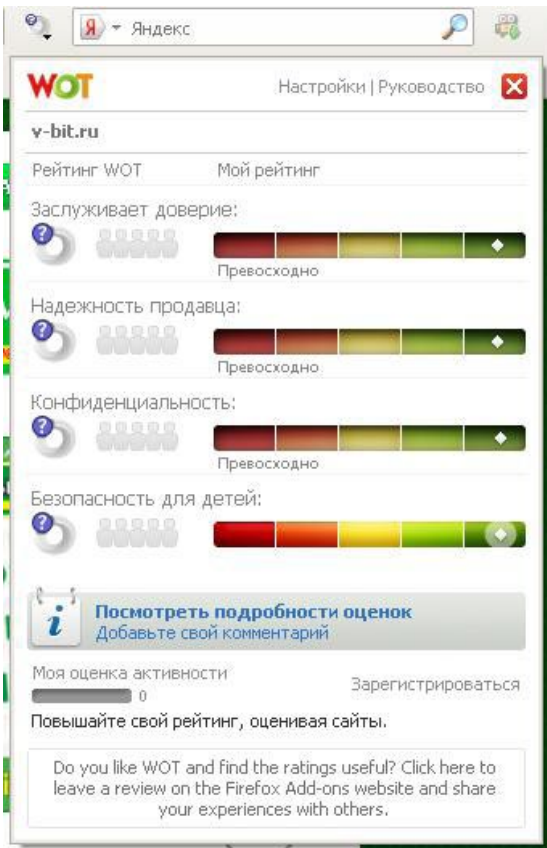 Я Яндекс
WOT Настройки | Руководство
v-bit.ru
Рейтинг WOT Мой рейтинг
Заслуживает доверие:
?
Превосходно
Надежность продавца:
?
Превосходно
Конфиденциальность:
?
Превосходно
Безопасность для детей:
?
i Посмотреть подробности оценок
Добавьте свой комментарий
Моя оценка активности
0 Зарегистрироваться
Повышайте свой рейтинг, оценивая сайты.
Do you like WOT and find the ratings useful? Click here to
leave a review on the Firefox Add-ons website and share
your experiences with others.